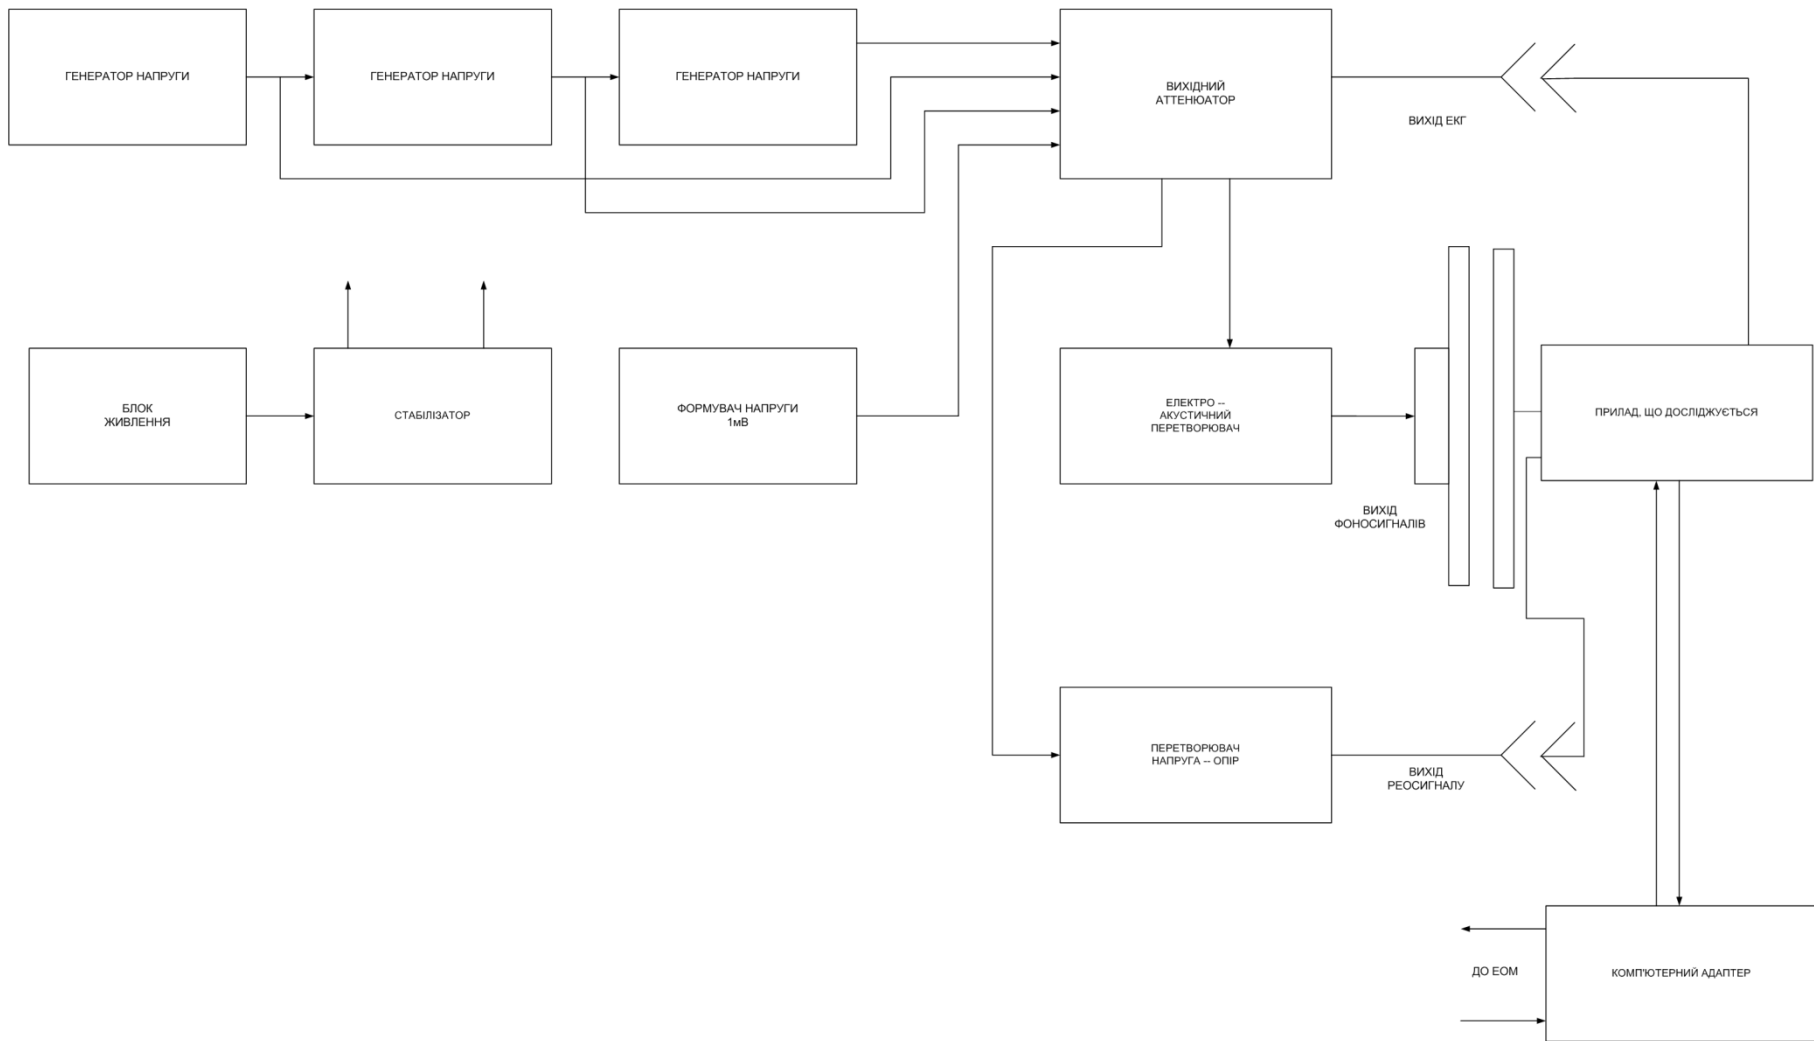 ГЕНЕРАТОР НАПРУГИ
ГЕНЕРАТОР НАПРУГИ
ГЕНЕРАТОР НАПРУГИ
ВИХІДНИЙ
АТТЕНЮАТОР
ВИХІД ЕКГ
БЛОК
ЖИВЛЕННЯ
СТАБІЛІЗАТОР
ФОРМУВАЧ НАПРУГИ
1мВ
ЕЛЕКТРО --
АКУСТИЧНИЙ
ПЕРЕТВОРЮВАЧ
ПРИЛАД, ЩО ДОСЛІДЖУЄТЬСЯ
ВИХІД
ФОНОСИГНАЛІВ
ПЕРЕТВОРЮВАЧ
НАПРУГА -- ОПІР
ВИХІД
РЕОСИГНАЛУ
ДО ЕОМ
КОМП'ЮТЕРНИЙ АДАПТЕР